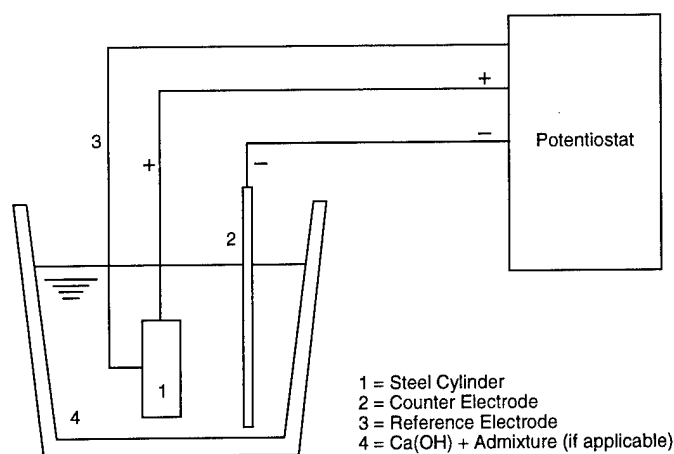 +
3
+
−
Potentiostat
−
2
1
4
1 = Steel Cylinder
2 = Counter Electrode
3 = Reference Electrode
4 = Ca(OH) + Admixture (if applicable)